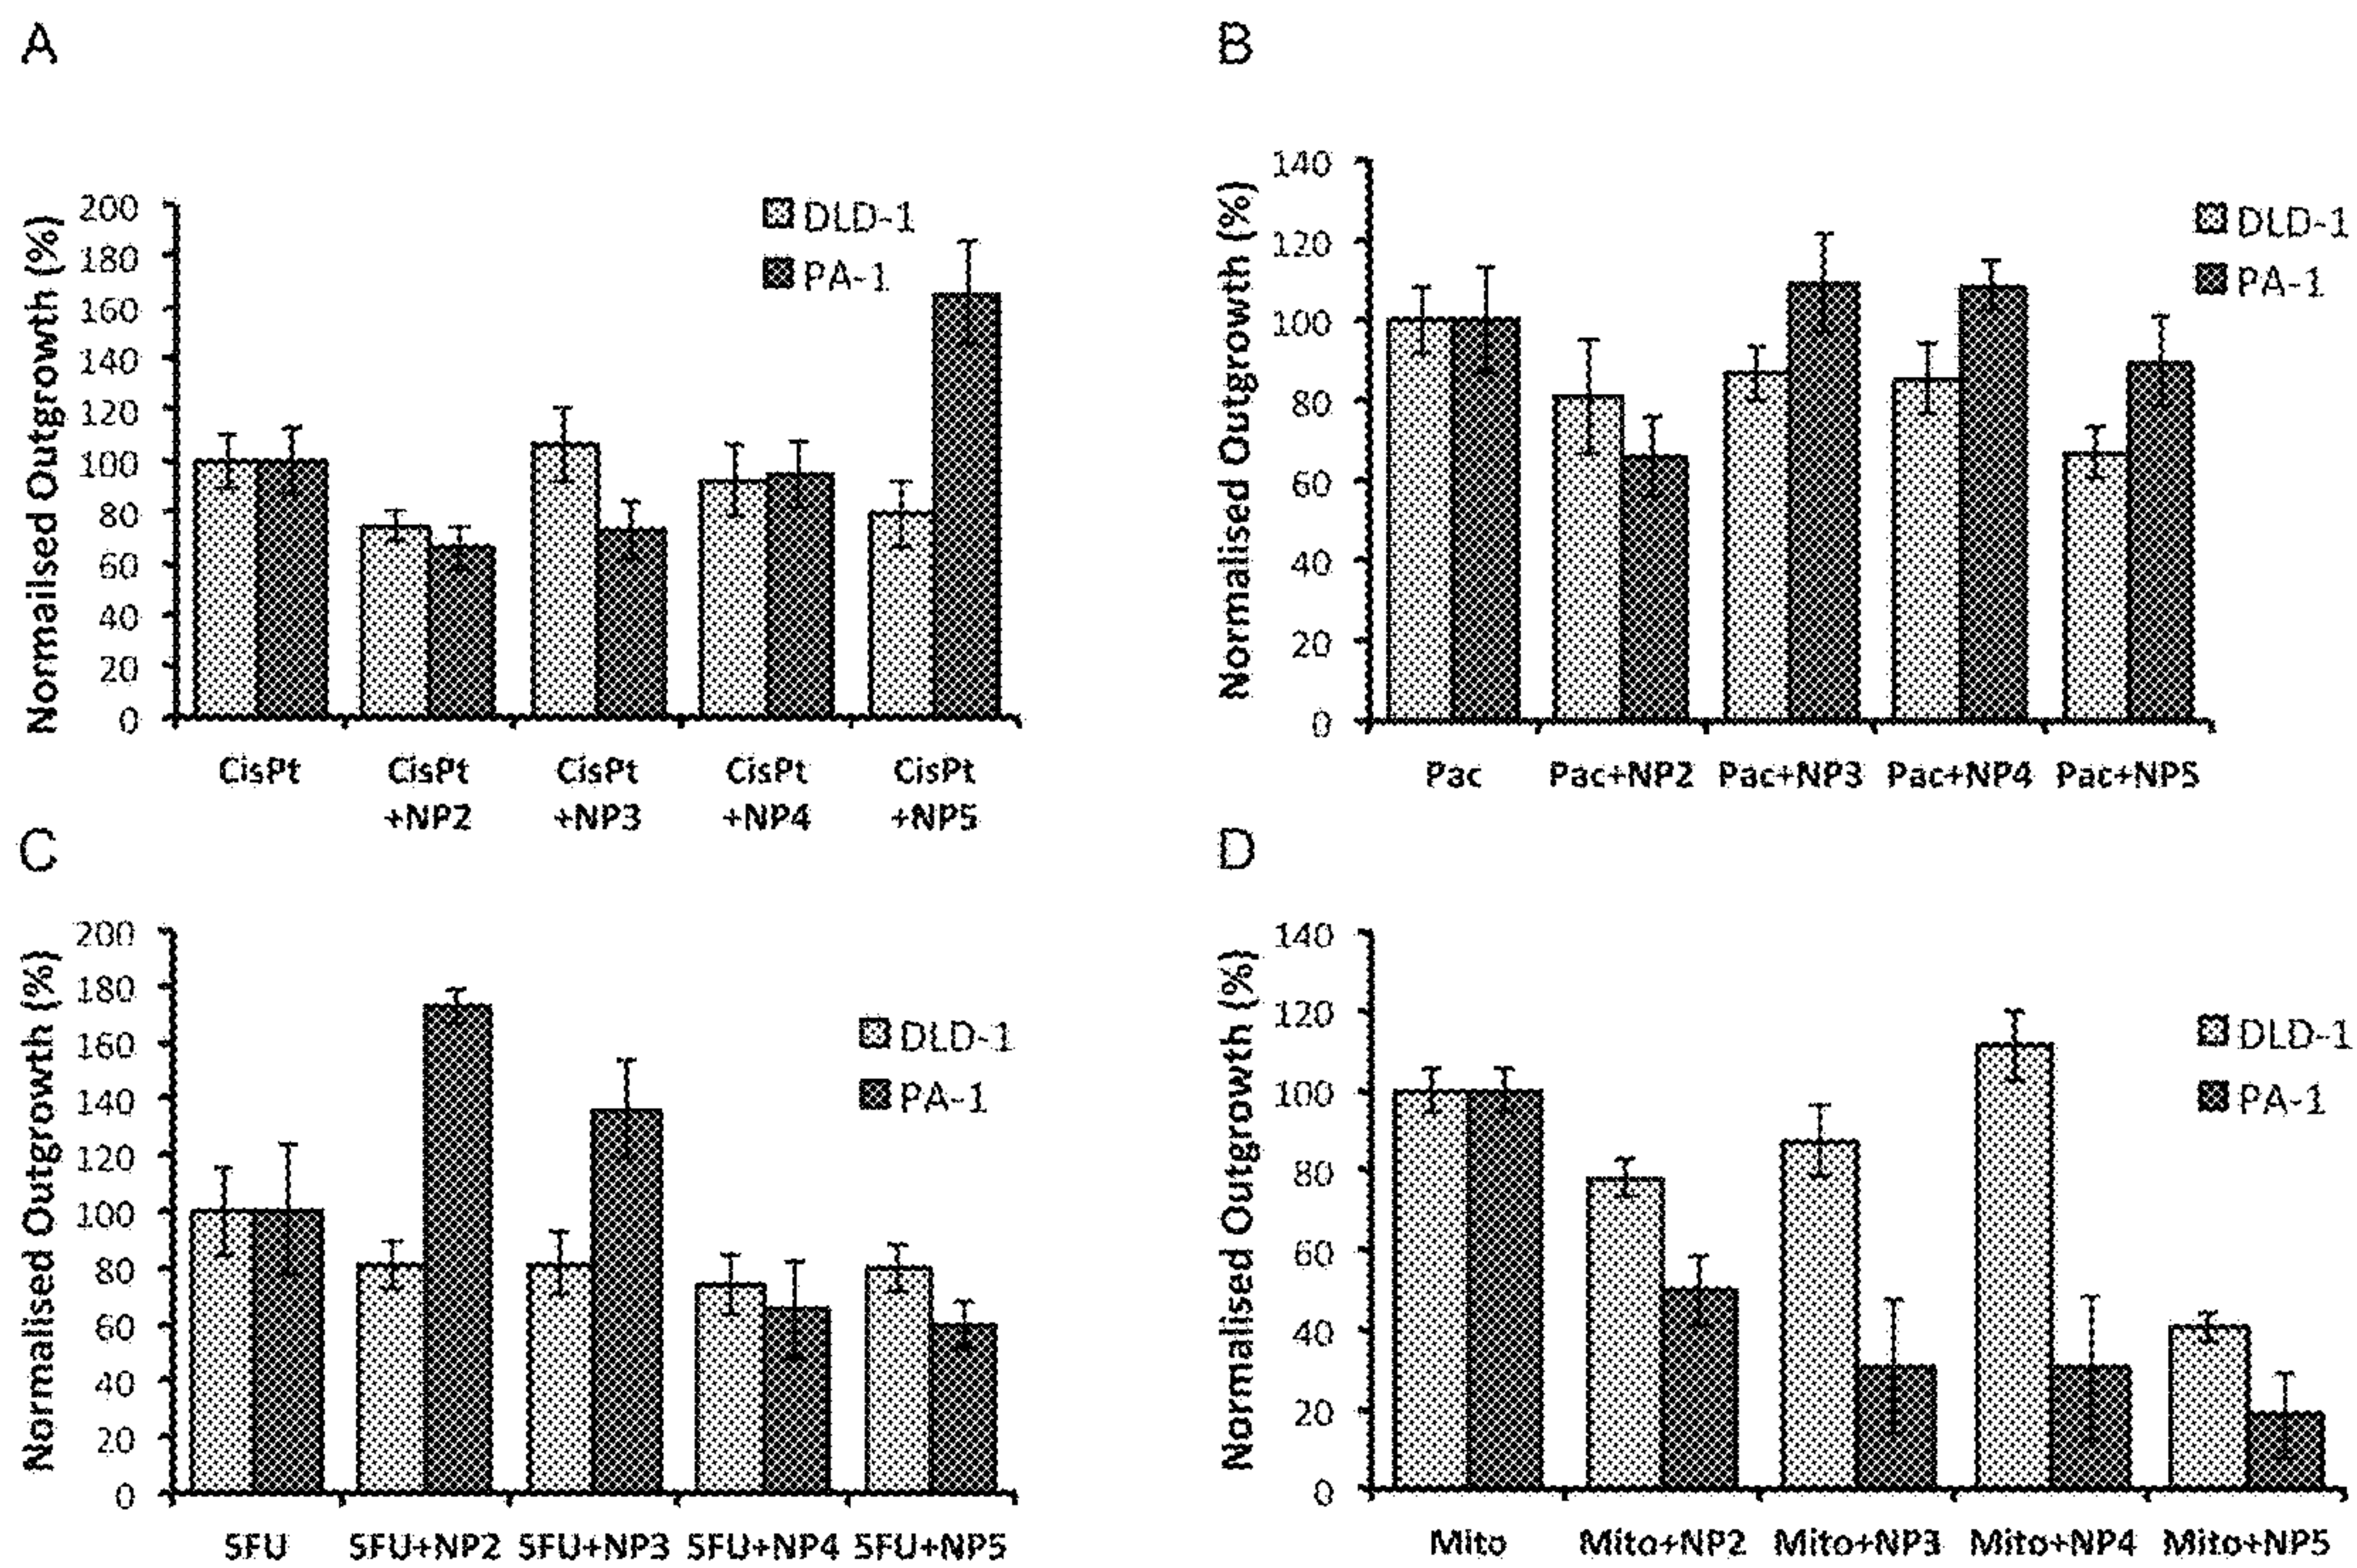 A
Normailsed Outgrowth (%)
200
180
160
140
120
100
80
60
40
20
0
DLD-1
PA-1
CisPt
CisPt
+NP2
CisPt
+NP3
CisPt
+NP4
CisPt
+NP5
B
Normalised Outgrowth (%)
140
120
100
80
60
40
20
0
DLD-1
PA-1
Pac
Pac+NP2
Pac+NP3
Pac+NP4
Pac+NP5
C
Normalised Outgrowth (%)
200
180
160
140
120
100
80
60
40
20
0
DLD-1
PA-1
5FU
5FU+NP2
5FU+NP3
5FU+NP4
5FU+NP5
D
Normalised Outgrowth (%)
140
120
100
80
60
40
20
0
DLD-1
PA-1
Mito
Mito+NP2
Mito+NP3
Mito+NP4
Mito+NP5